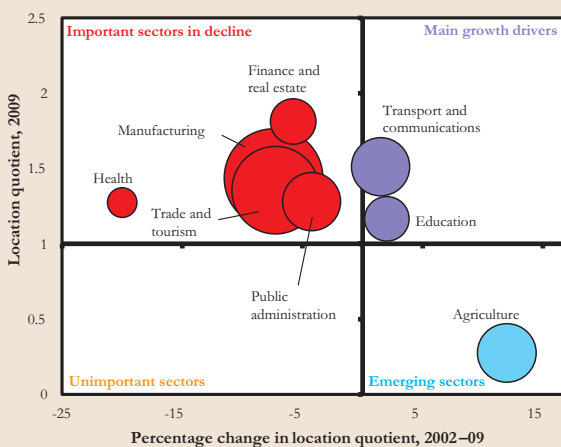 2.5
Important sectors in decline
Main growth drivers
Finance and
real estate
2
Transport and
communications
Manufacturing
Location quotient, 2009
1.5
Health
Trade and
tourism
Education
1
Public
administration
Agriculture
0.5
Unimportant sectors
Emerging sectors
0
-25
-15
-5
5
15
Percentage change in location quotient, 2002–09